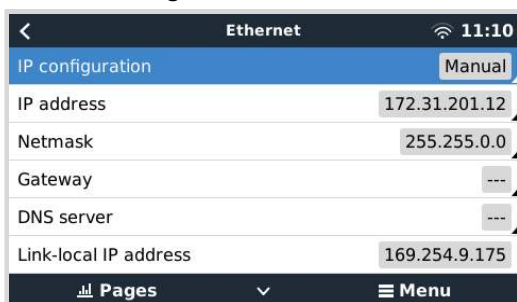 Ethernet 11:10
IP configuration Manual
IP address 172.31.201.12
Netmask 255.255.0.0
Gateway ---
DNS server ---
Link-local IP address 169.254.9.175
Pages Menu